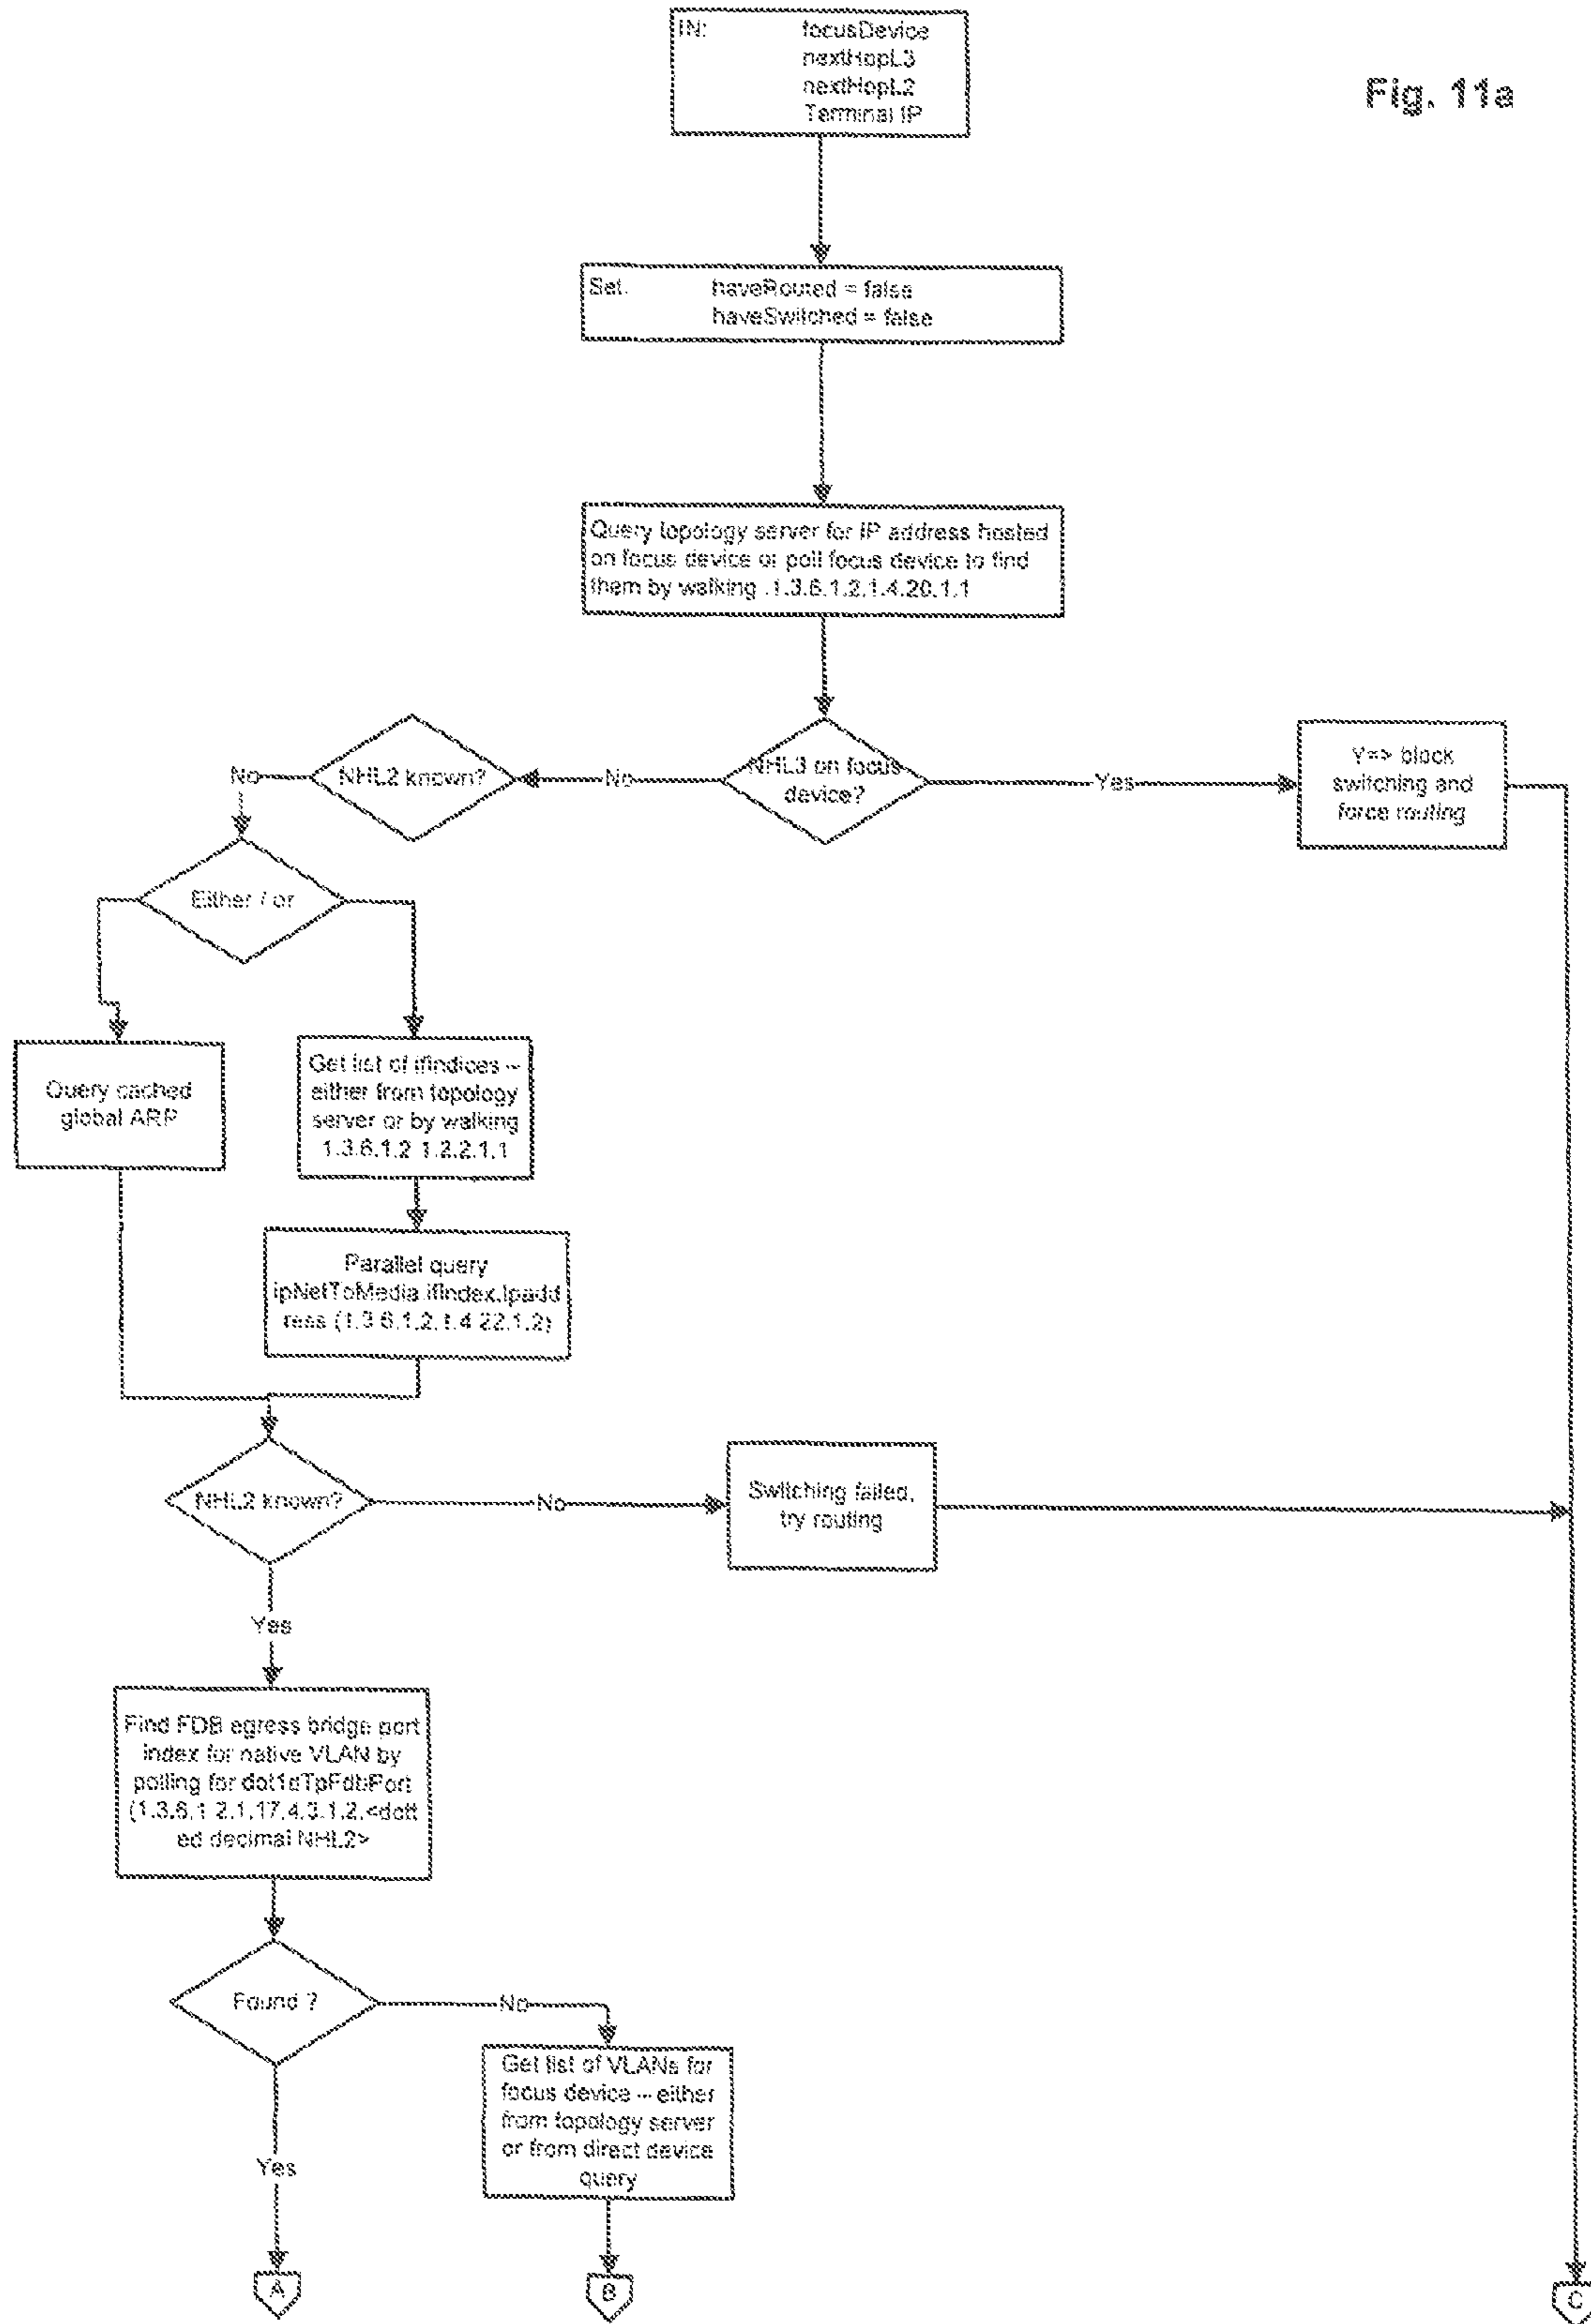 Fig. 11a
IN: focusDevice
nextHopL3
nextHopL2
Terminal IP
Set. haveRouted = false
haveSwitched = false
Query topology server for IP address hosted
on focus device or poll focus device to find
them by walking .1.3.6.1.2.1.4.20.1.1
NHL3 on focus
device?
No
NHL2 known?
No
Yes
Y=> block
switching and
force routing
Either / or
Query cached
global ARP
Get list of ifindices --
either from topology
server or by walking
1.3.6.1.2 1.2.2.1.1
Parallel query
ipNetToMedia.ifIndex.Ipadd
ress (1.3 6.1.2.1.4 22.1.2)
NHL2 known?
No
Switching failed,
try routing
Yes
Find FDB egress bridge port
index for native VLAN by
polling for dot1dTpFdbPort
(1.3.6.1 2.1.17.4.3.1.2.<dott
ed decimal NHL2>
Found ?
No
Get list of VLANs for
focus device -- either
from topology server
or from direct device
query
Yes
A
B
C